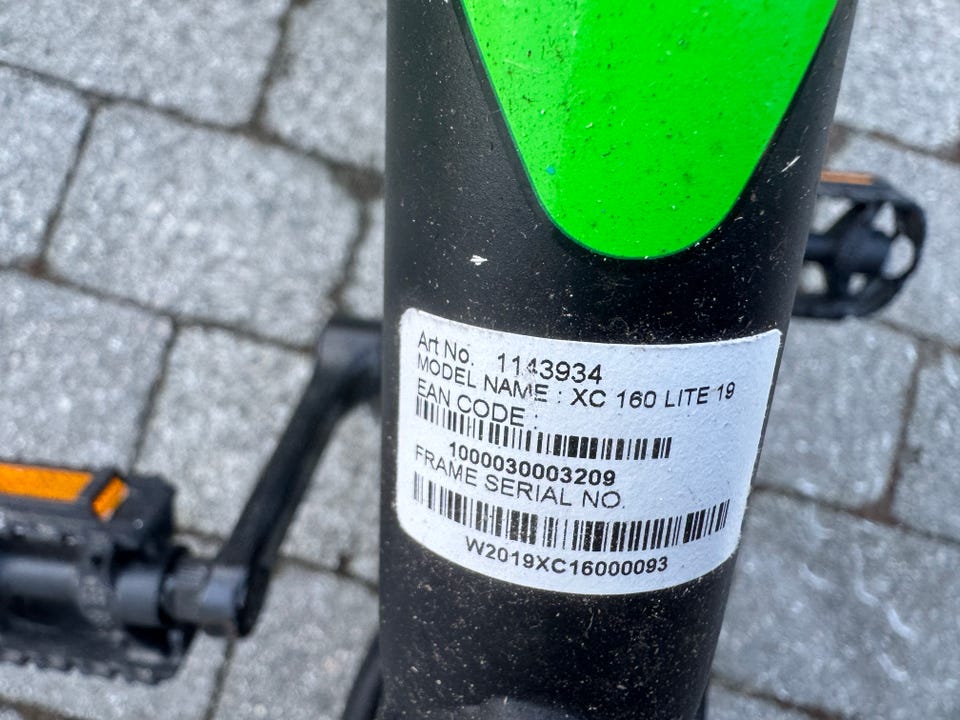 Art No. 1143934
MODEL NAME : XC 160 LITE 19
EAN CODE :
1000030003209
FRAME SERIAL NO.
W2019XC16000093